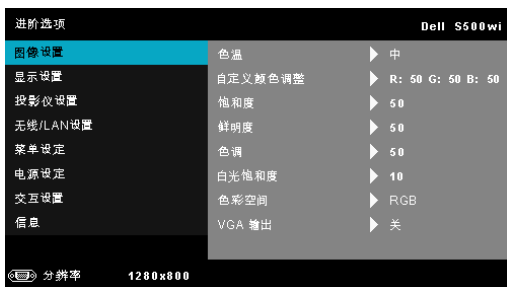 进阶选项 Dell S500wi
图像设置 色温 中
显示设置 自定义颜色调整 R: 50 G: 50 B: 50
投影仪设置 饱和度 50
无线/LAN设置 鲜明度 50
菜单设定 色调 50
电源设定 白光饱和度 10
交互设置 色彩空间 RGB
信息 VGA 输出 关
分辨率 1280x800